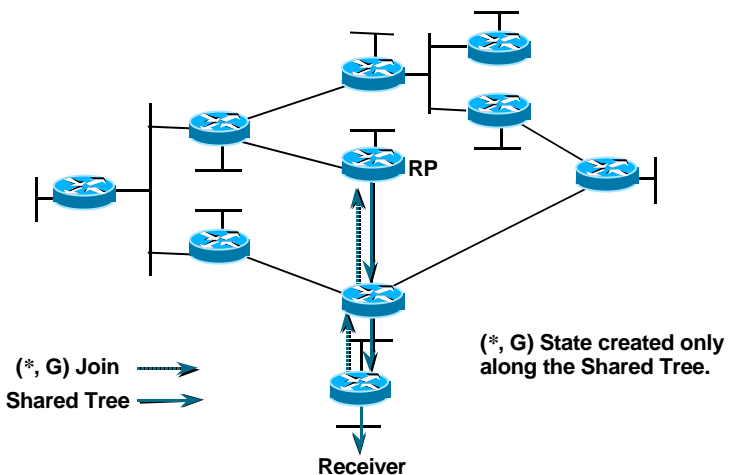 RP
(*, G) State created only
along the Shared Tree.
(*, G) Join
Shared Tree
Receiver